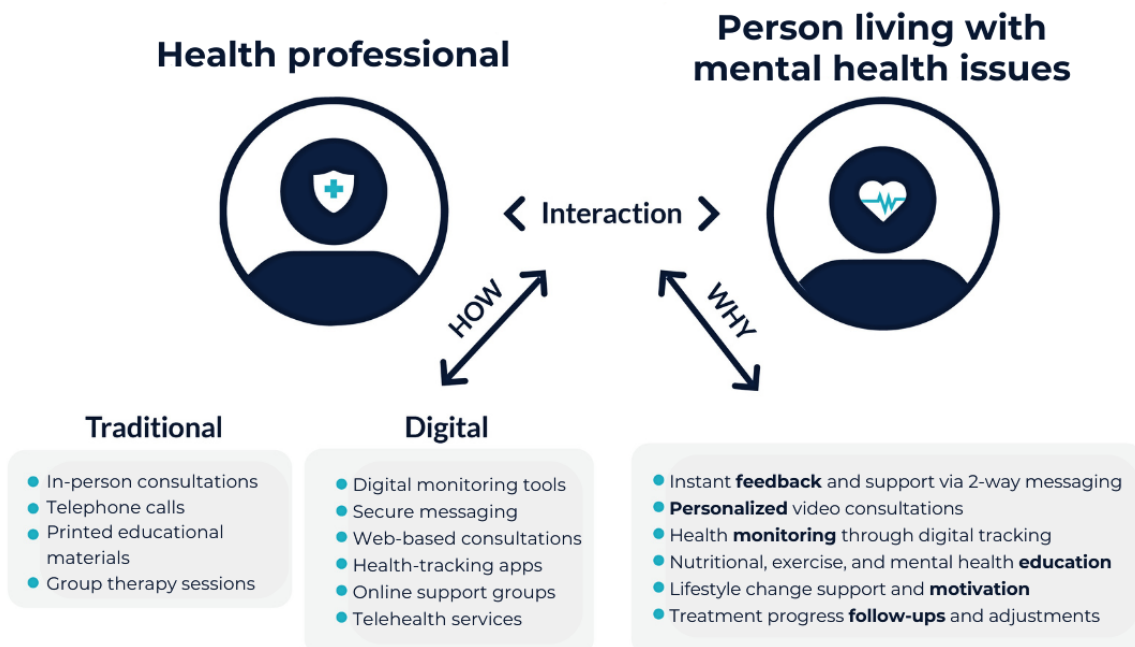 Health professional
Person living with
mental health issues
Interaction
HOW
WHY
Traditional
In-person consultations
Telephone calls
Printed educational
materials
Group therapy sessions
Digital
Digital monitoring tools
Secure messaging
Web-based consultations
Health-tracking apps
Online support groups
Telehealth services
Instant feedback and support via 2-way messaging
Personalized video consultations
Health monitoring through digital tracking
Nutritional, exercise, and mental health education
Lifestyle change support and motivation
Treatment progress follow-ups and adjustments